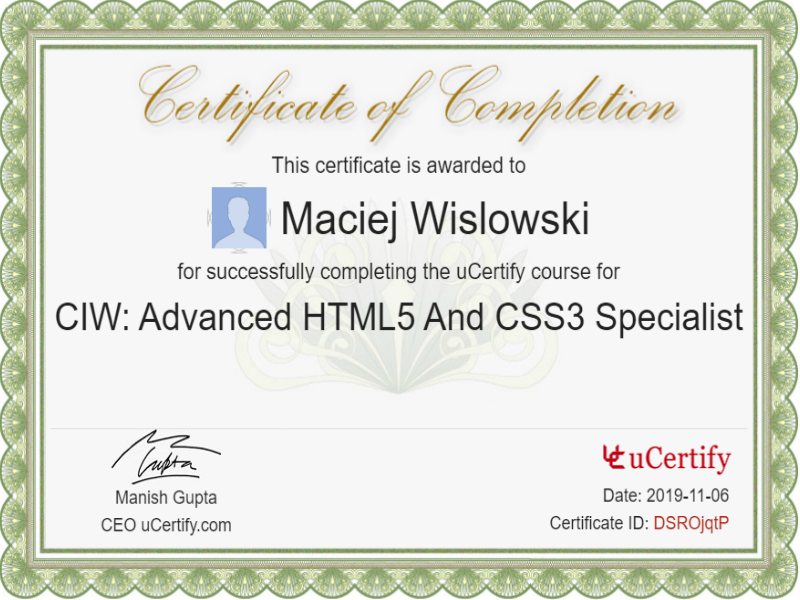 Certificate of Completion
This certificate is awarded to
Maciej Wislowski
for successfully completing the uCertify course for
CIW: Advanced HTML5 And CSS3 Specialist
Gupta
Manish Gupta
CEO uCertify.com
uCertify
Date: 2019-11-06
Certificate ID: DSROjqtP